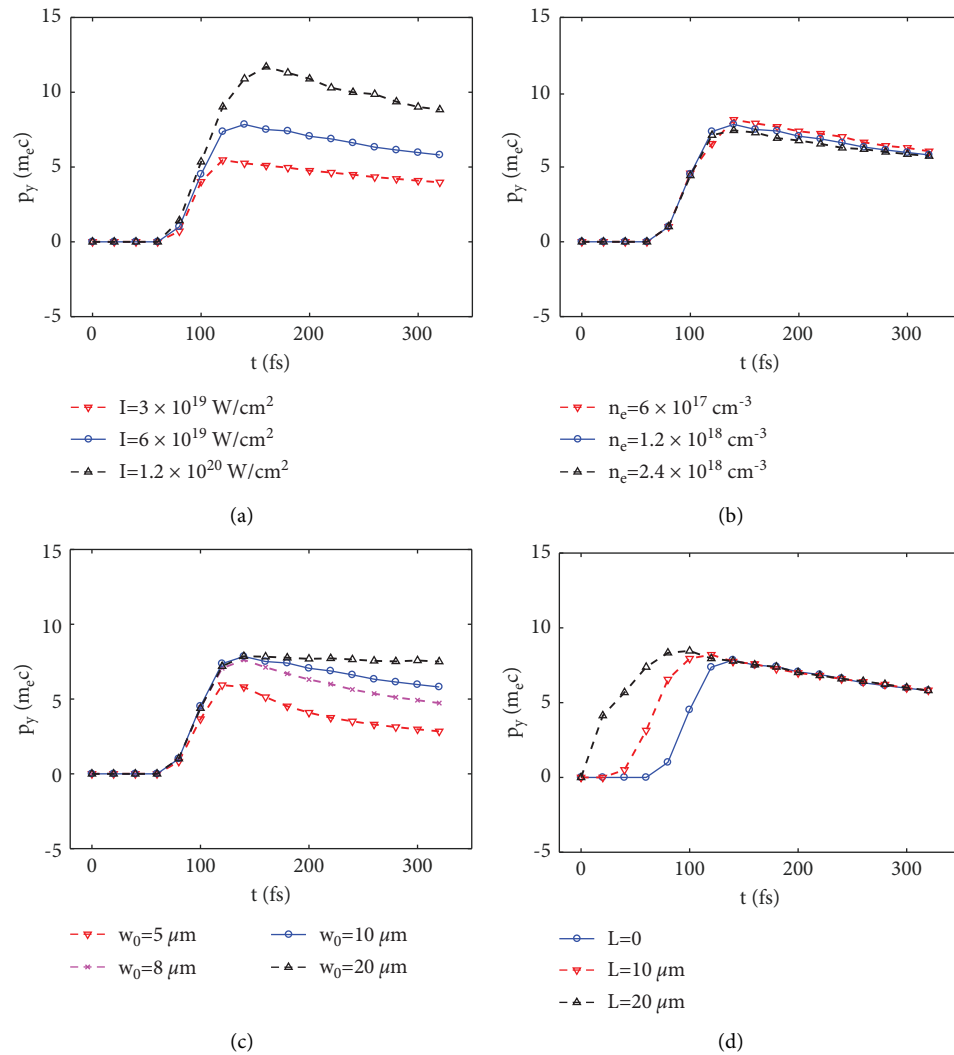 15
10
5
0
-5
p_y (m_ec)
0 100 200 300
t (fs)
I=3 × 10^19 W/cm^2
I=6 × 10^19 W/cm^2
I=1.2 × 10^20 W/cm^2
(a)
15
10
5
0
-5
p_y (m_ec)
0 100 200 300
t (fs)
n_e=6 × 10^17 cm^-3
n_e=1.2 × 10^18 cm^-3
n_e=2.4 × 10^18 cm^-3
(b)
15
10
5
0
-5
p_y (m_ec)
0 100 200 300
t (fs)
w_0=5 μm w_0=10 μm
w_0=8 μm w_0=20 μm
(c)
15
10
5
0
-5
p_y (m_ec)
0 100 200 300
t (fs)
L=0
L=10 μm
L=20 μm
(d)